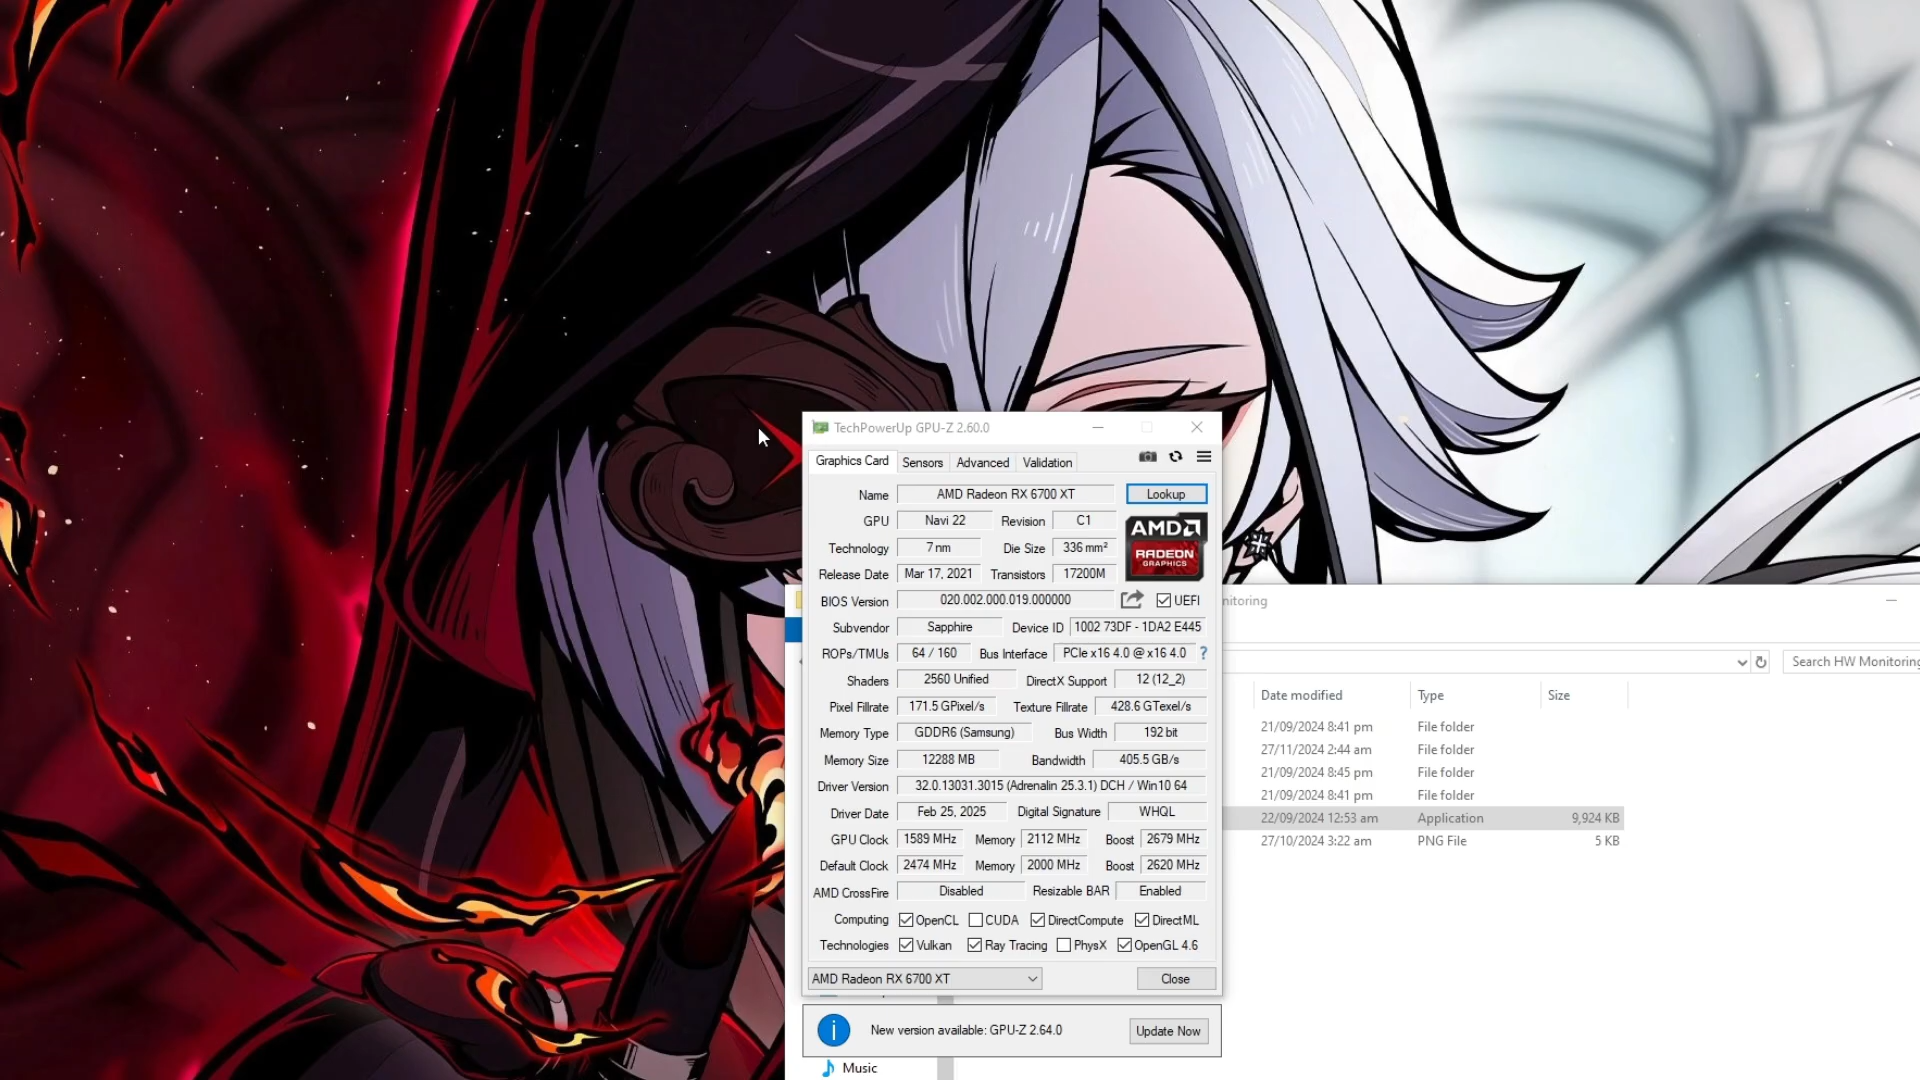 TechPowerUp GPU-Z 2.60.0
Graphics Card Sensors Advanced Validation
Name AMD Radeon RX 6700 XT Lookup
GPU Navi 22 Revision C1
AMD
RADEON
GRAPHICS
Technology 7 nm Die Size 336 mm²
Release Date Mar 17, 2021 Transistors 17200M
BIOS Version 020.002.000.019.000000 UEFI
Subvendor Sapphire Device ID 1002 73DF - 1DA2 E445
ROPs/TMUs 64 / 160 Bus Interface PCIe x16 4.0 @ x16 4.0 ?
Shaders 2560 Unified DirectX Support 12 (12_2)
Pixel Fillrate 171.5 GPixel/s Texture Fillrate 428.6 GTexel/s
Memory Type GDDR6 (Samsung) Bus Width 192 bit
Memory Size 12288 MB Bandwidth 405.5 GB/s
Driver Version 32.0.13031.3015 (Adrenalin 25.3.1) DCH / Win10 64
Driver Date Feb 25, 2025 Digital Signature WHQL
GPU Clock 1589 MHz Memory 2112 MHz Boost 2679 MHz
Default Clock 2474 MHz Memory 2000 MHz Boost 2620 MHz
AMD CrossFire Disabled Resizable BAR Enabled
Computing OpenCL CUDA DirectCompute DirectML
Technologies Vulkan Ray Tracing PhysX OpenGL 4.6
AMD Radeon RX 6700 XT Close
New version available: GPU-Z 2.64.0 Update Now
Music
nitoring
Search HW Monitoring
Date modified Type Size
21/09/2024 8:41 pm File folder
27/11/2024 2:44 am File folder
21/09/2024 8:45 pm File folder
21/09/2024 8:41 pm File folder
22/09/2024 12:53 am Application 9,924 KB
27/10/2024 3:22 am PNG File 5 KB